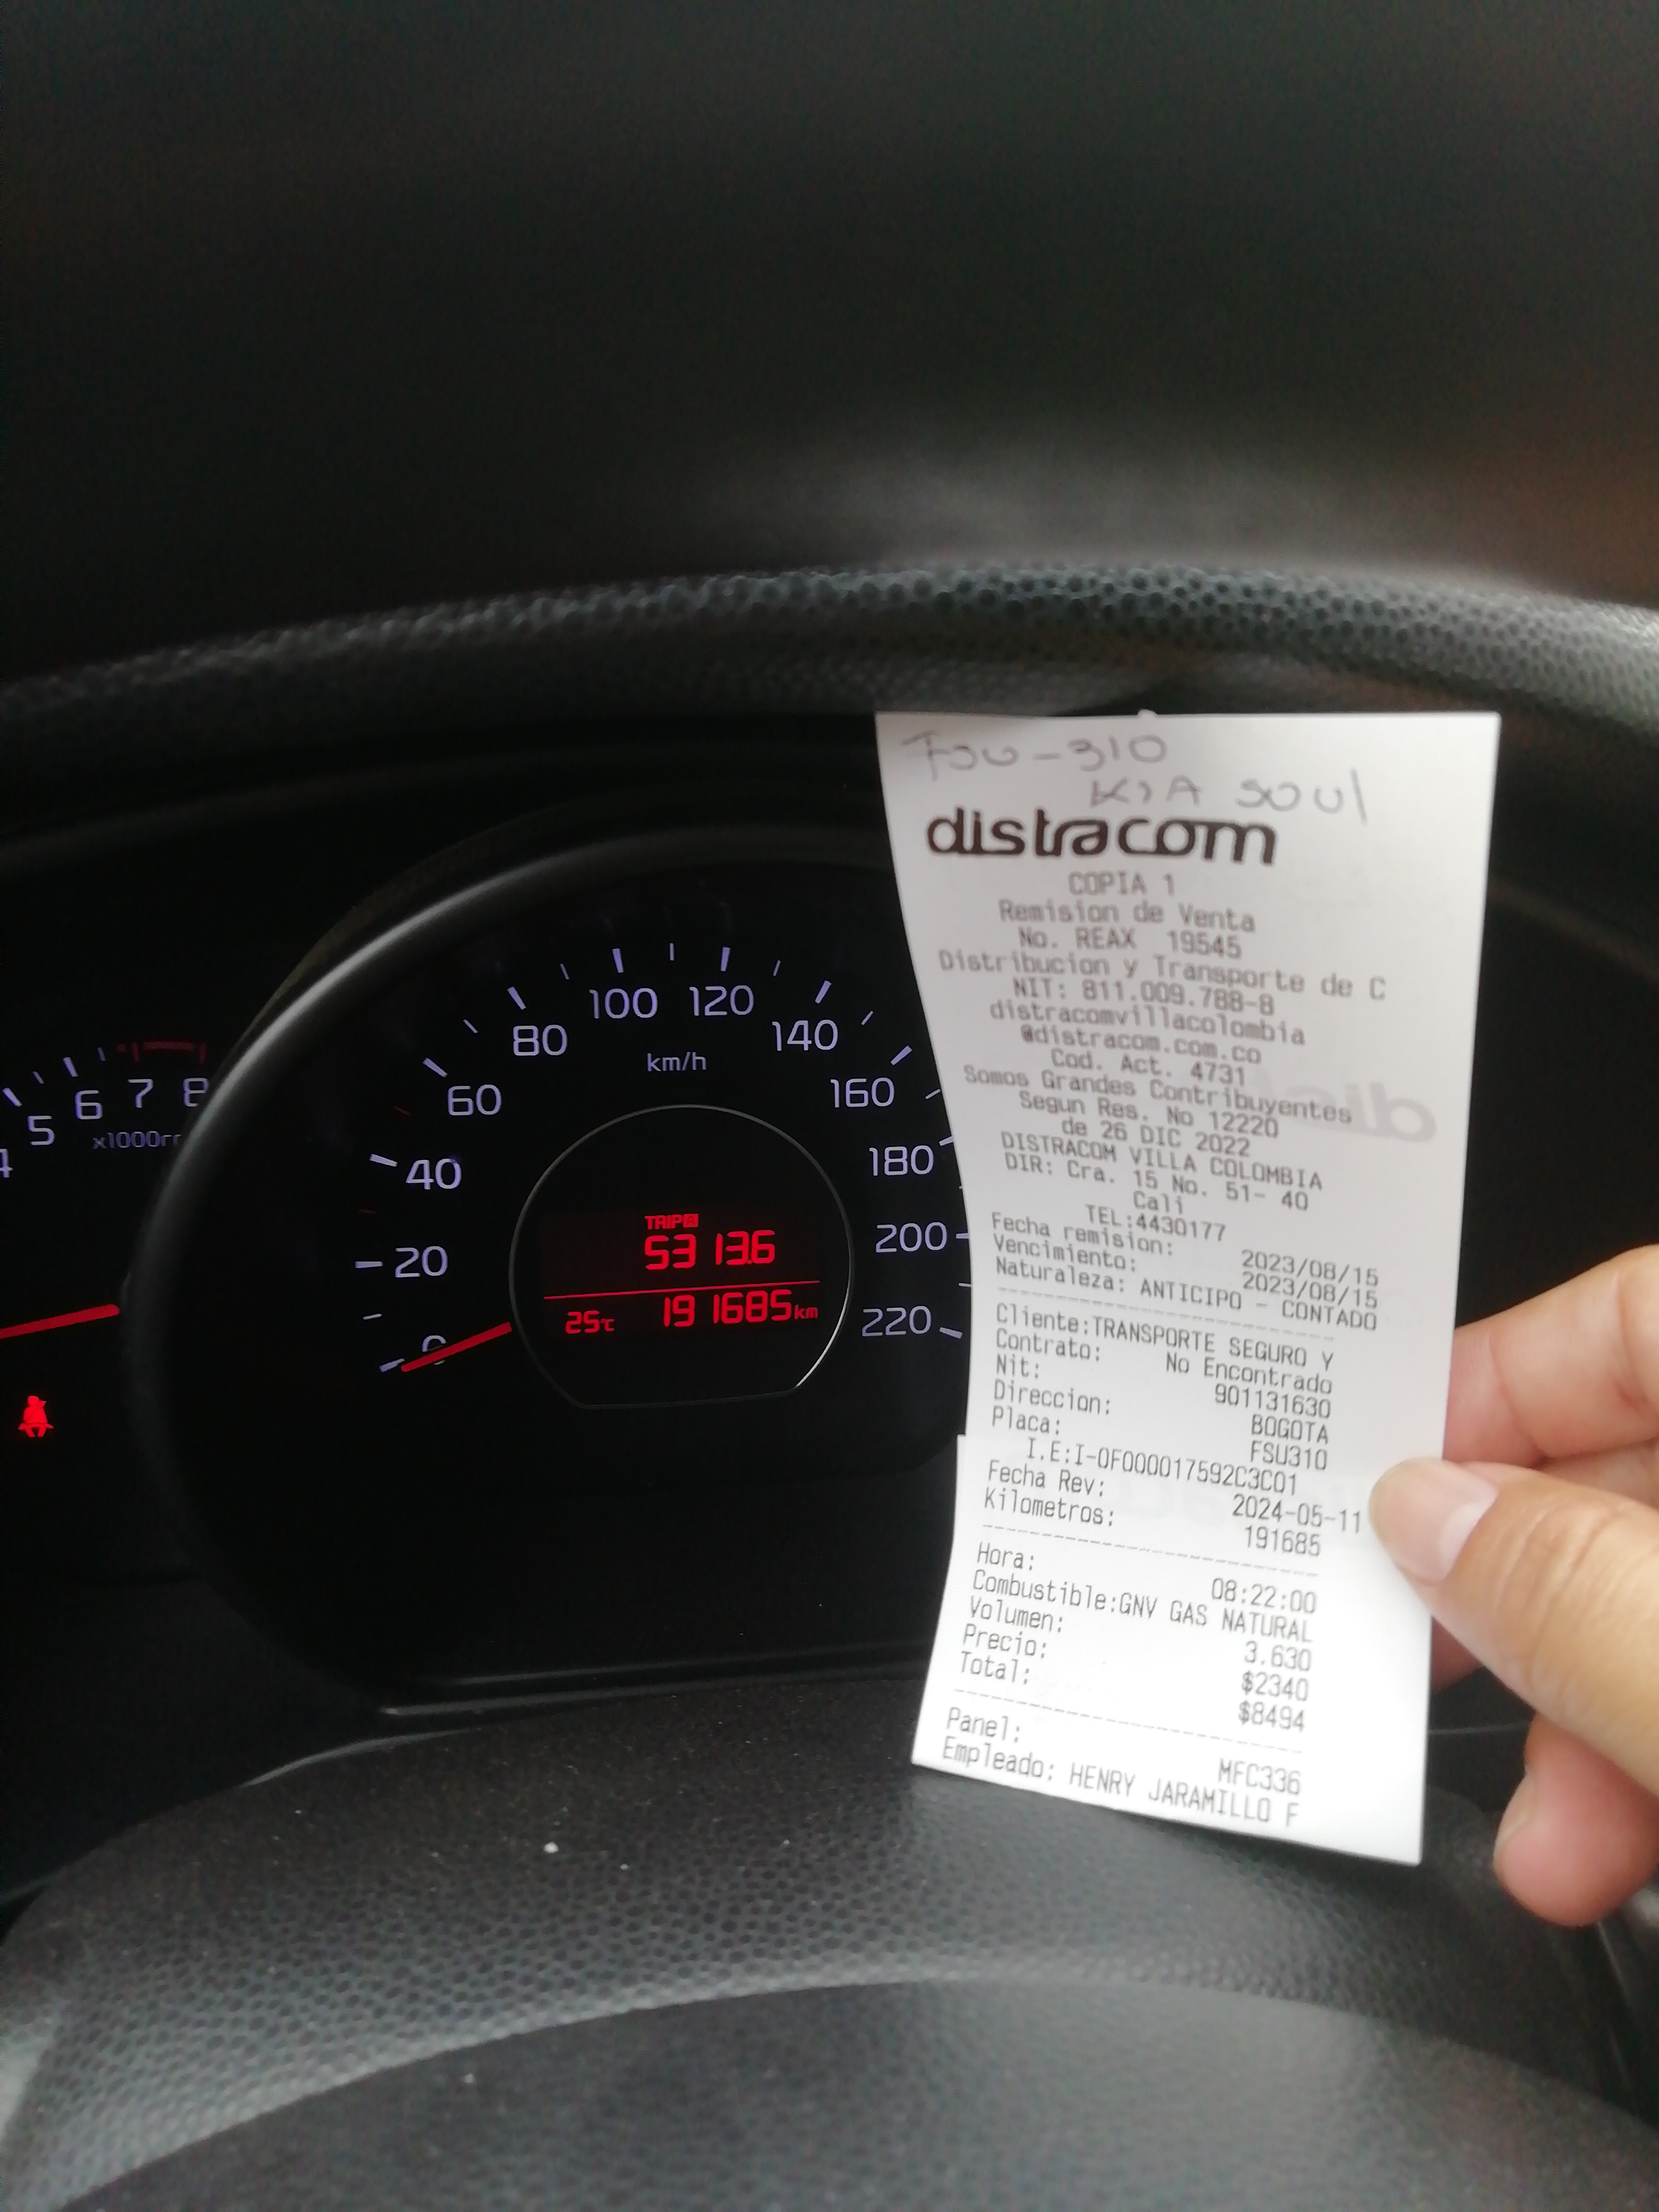 4 5 6 7 8
x1000r
0 20 40 60 80 100 120 140 160 180 200 220
km/h
TRIP A
5313.6
25°C 191685 km
FSU-310
KIA SOUl
distracom
COPIA 1
Remision de Venta
No. REAX 19545
Distribucion y Transporte de C
NIT: 811.009.788-8
distracomvillacolombia
@distracom.com.co
Cod. Act. 4731
Somos Grandes Contribuyentes
Segun Res. No 12220
de 26 DIC 2022
DISTRACOM VILLA COLOMBIA
DIR: Cra. 15 No. 51- 40
Cali
TEL:4430177
Fecha remision: 2023/08/15
Vencimiento: 2023/08/15
Naturaleza: ANTICIPO - CONTADO
Cliente:TRANSPORTE SEGURO Y
Contrato: No Encontrado
Nit: 901131630
Direccion: BOGOTA
Placa: FSU310
I.E:I-0F000017592C3C01
Fecha Rev: 2024-05-11
Kilometros: 191685
Hora: 08:22:00
Combustible:GNV GAS NATURAL
Volumen: 3.630
Precio: $2340
Total: $8494
Panel: MFC336
Empleado: HENRY JARAMILLO F